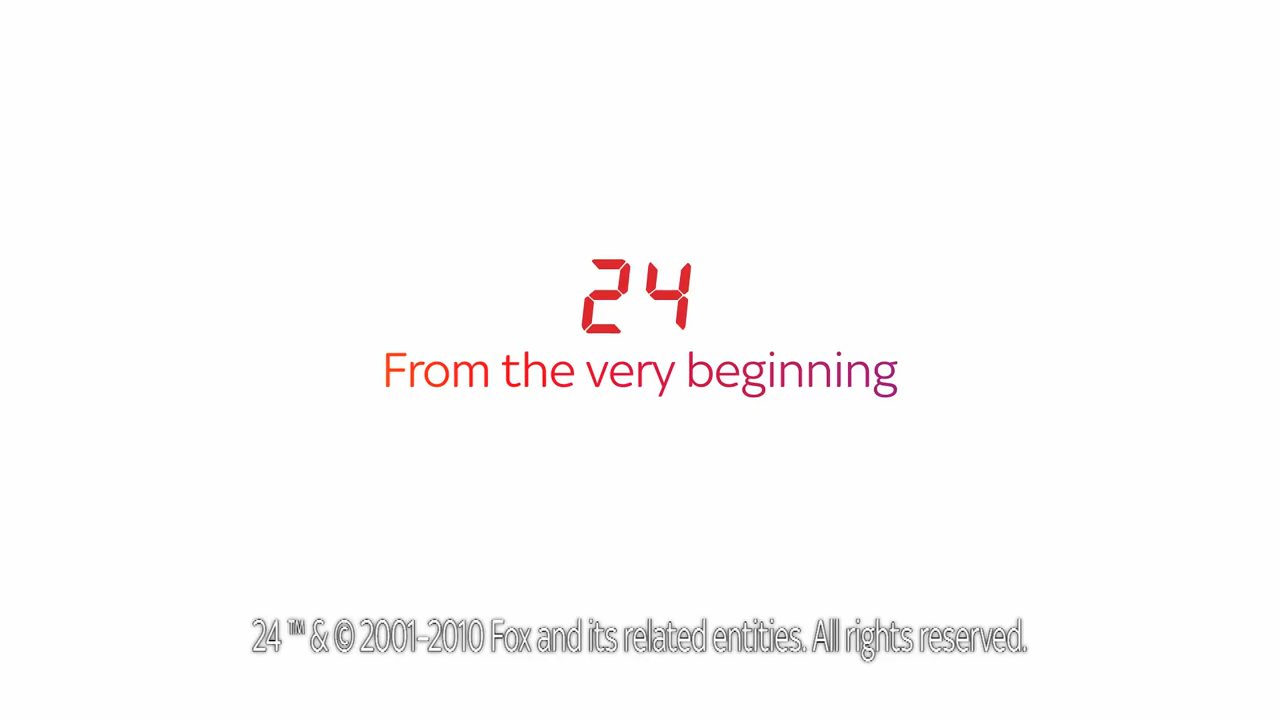 24
From the very beginning
24 ™ & © 2001-2010 Fox and its related entities. All rights reserved.